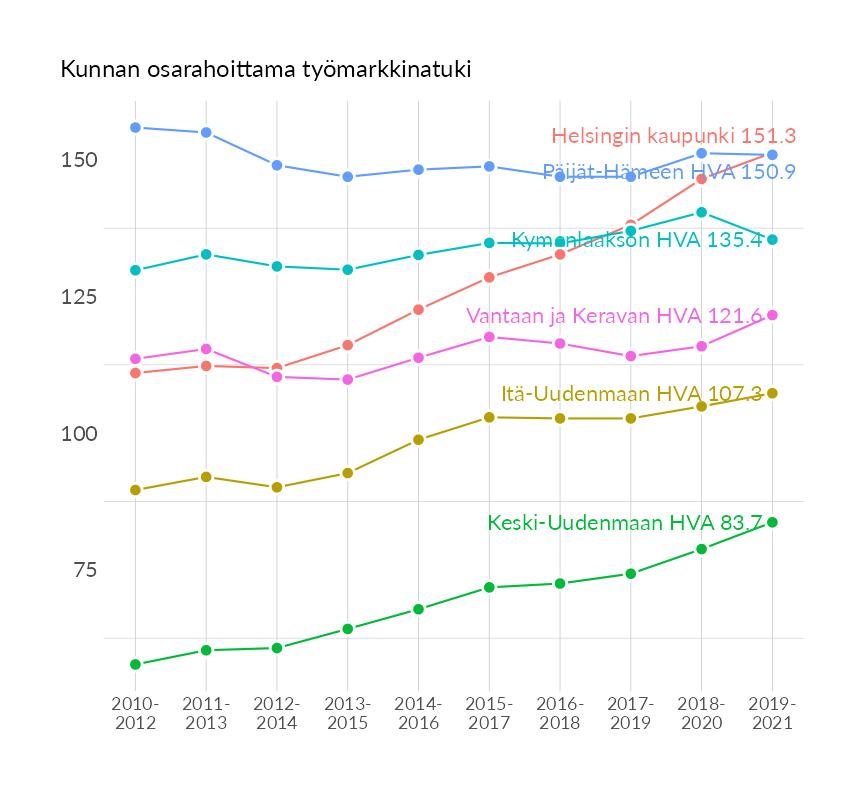 Kunnan osarahoittama työmarkkinatuki
Helsingin kaupunki 151.3
150
Päijät-Hämeen HVA 150.9
Kymenlaakson HVA 135.4
125
Vantaan ja Keravan HVA 121.6
Itä-Uudenmaan HVA 107.3
100
Keski-Uudenmaan HVA 83.7
75
2010- 2011- 2012- 2013- 2014- 2015- 2016- 2017- 2018- 2019-
2012 2013 2014 2015 2016 2017 2018 2019 2020 2021